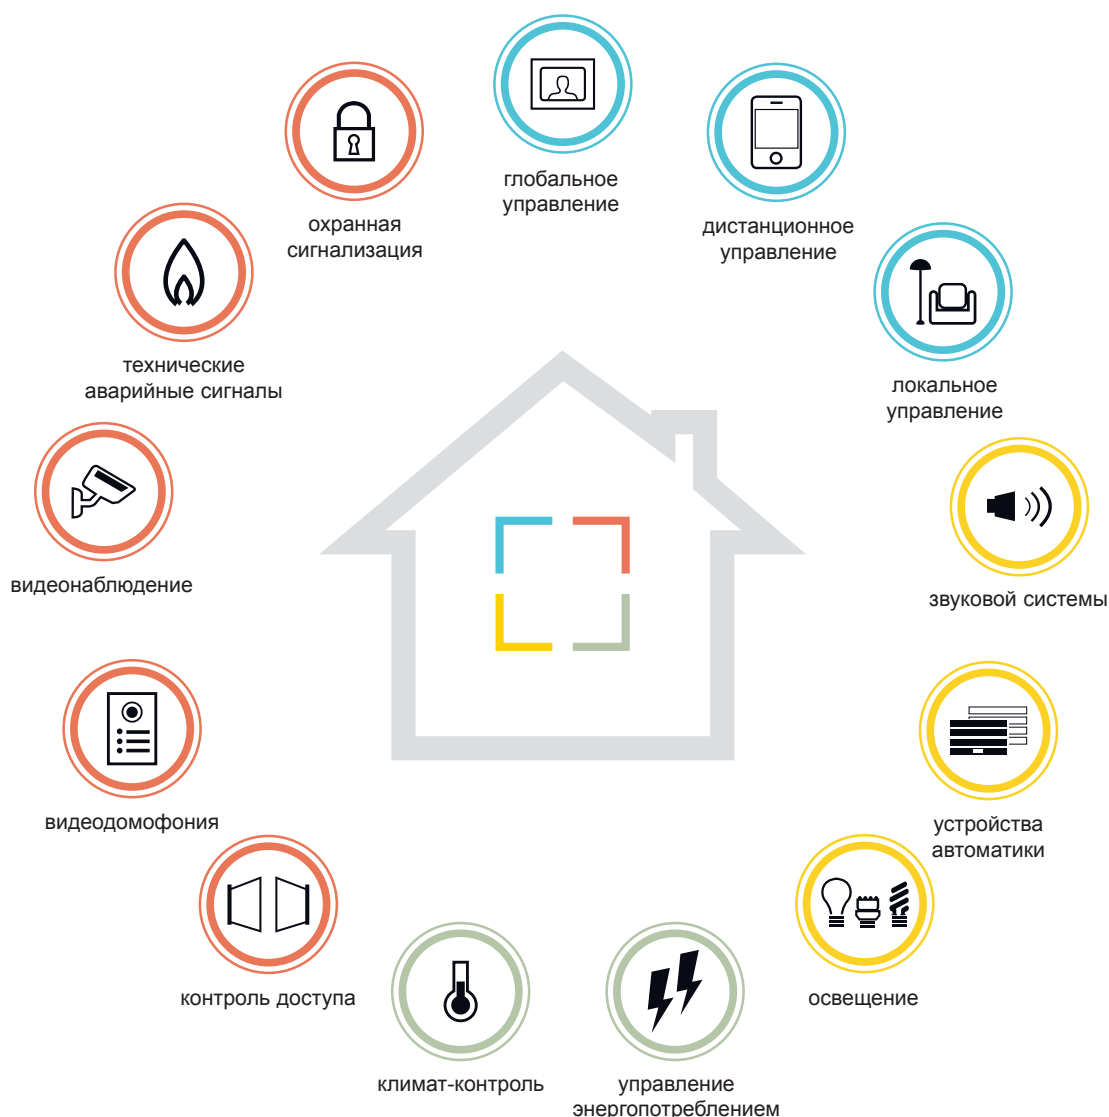 глобальное
управление
дистанционное
управление
локальное
управление
звуковой системы
устройства
автоматики
освещение
управление
энергопотреблением
климат-контроль
контроль доступа
видеодомофония
видеонаблюдение
технические
аварийные сигналы
охранная
сигнализация